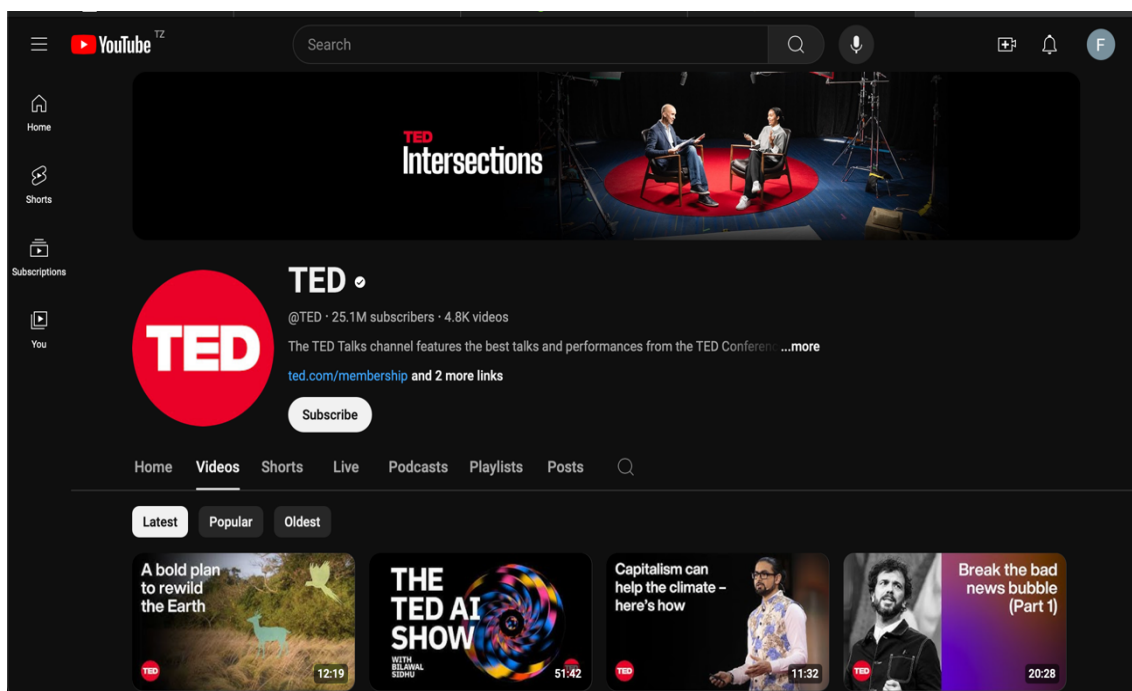 YouTube TZ
Search
F
Home
Shorts
Subscriptions
You
TED
Intersections
TED
TED
@TED · 25.1M subscribers · 4.8K videos
The TED Talks channel features the best talks and performances from the TED Conferenc ...more
ted.com/membership and 2 more links
Subscribe
Home Videos Shorts Live Podcasts Playlists Posts
Latest Popular Oldest
A bold plan
to rewild
the Earth
TED
12:19
THE
TED AI
SHOW
WITH
BILAWAL
SIDHU
TED
51:42
Capitalism can
help the climate –
here's how
TED
11:32
Break the bad
news bubble
(Part 1)
TED
20:28